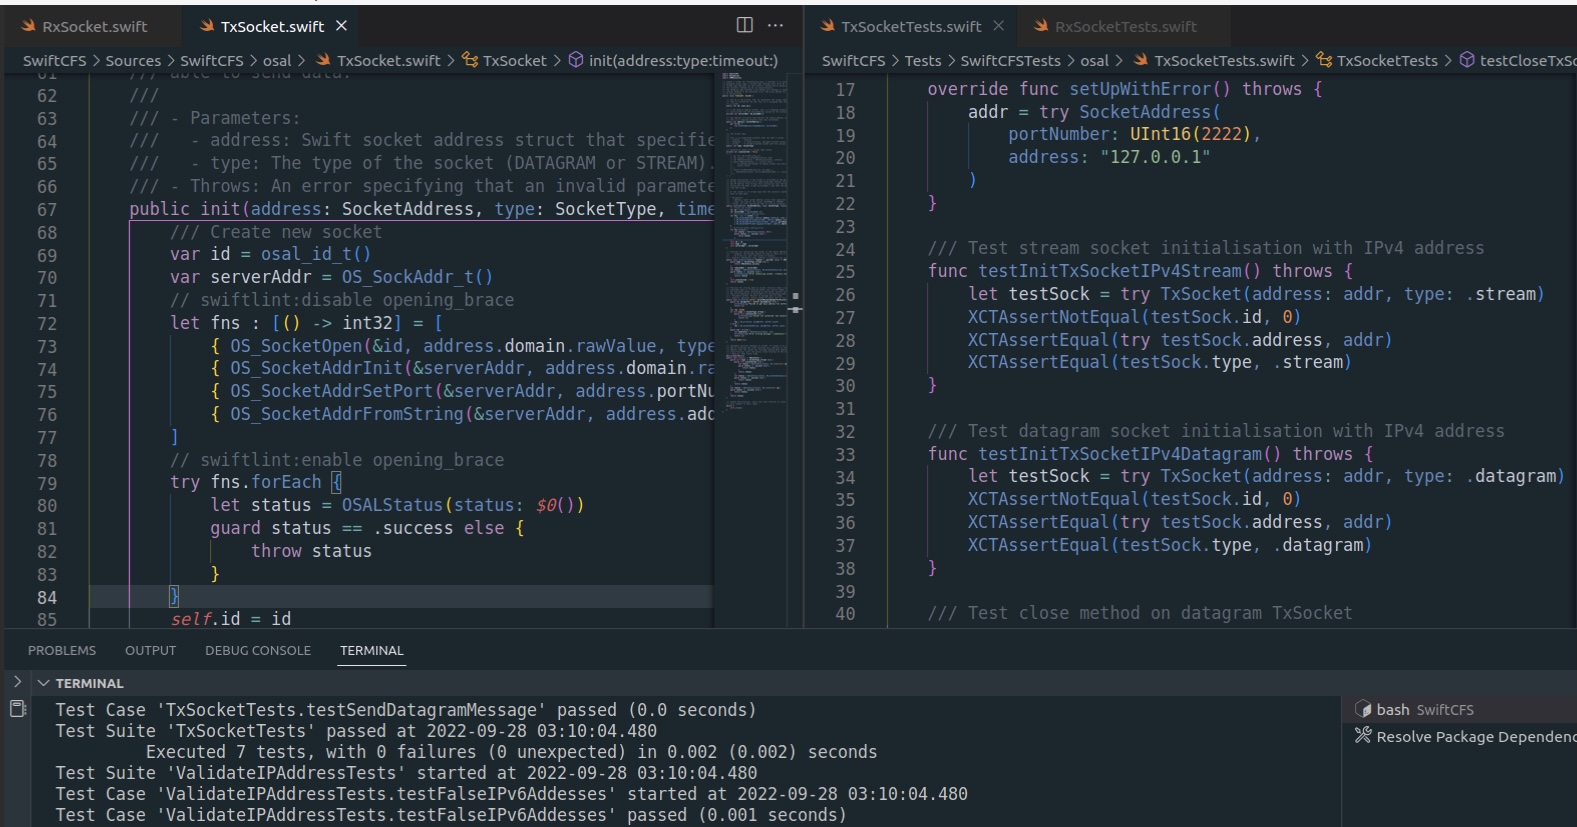 RxSocket.swift
TxSocket.swift
SwiftCFS > Sources > SwiftCFS > osal > TxSocket.swift > TxSocket > init(address:type:timeout:)
61 /// able to send data.
62 ///
63 /// - Parameters:
64 ///   - address: Swift socket address struct that specifie
65 ///   - type: The type of the socket (DATAGRAM or STREAM).
66 /// - Throws: An error specifying that an invalid paramete
67 public init(address: SocketAddress, type: SocketType, time
68 /// Create new socket
69 var id = osal_id_t()
70 var serverAddr = OS_SockAddr_t()
71 // swiftlint:disable opening_brace
72 let fns : [() -> int32] = [
73 { OS_SocketOpen(&id, address.domain.rawValue, type
74 { OS_SocketAddrInit(&serverAddr, address.domain.ra
75 { OS_SocketAddrSetPort(&serverAddr, address.portNu
76 { OS_SocketAddrFromString(&serverAddr, address.add
77 ]
78 // swiftlint:enable opening_brace
79 try fns.forEach {
80 let status = OSALStatus(status: $0())
81 guard status == .success else {
82 throw status
83 }
84 }
85 self.id = id
TxSocketTests.swift
RxSocketTests.swift
SwiftCFS > Tests > SwiftCFSTests > osal > TxSocketTests.swift > TxSocketTests > testCloseTxSo
17 override func setUpWithError() throws {
18 addr = try SocketAddress(
19 portNumber: UInt16(2222),
20 address: "127.0.0.1"
21 )
22 }
23
24 /// Test stream socket initialisation with IPv4 address
25 func testInitTxSocketIPv4Stream() throws {
26 let testSock = try TxSocket(address: addr, type: .stream)
27 XCTAssertNotEqual(testSock.id, 0)
28 XCTAssertEqual(try testSock.address, addr)
29 XCTAssertEqual(testSock.type, .stream)
30 }
31
32 /// Test datagram socket initialisation with IPv4 address
33 func testInitTxSocketIPv4Datagram() throws {
34 let testSock = try TxSocket(address: addr, type: .datagram)
35 XCTAssertNotEqual(testSock.id, 0)
36 XCTAssertEqual(try testSock.address, addr)
37 XCTAssertEqual(testSock.type, .datagram)
38 }
39
40 /// Test close method on datagram TxSocket
PROBLEMS OUTPUT DEBUG CONSOLE TERMINAL
TERMINAL
Test Case 'TxSocketTests.testSendDatagramMessage' passed (0.0 seconds)
Test Suite 'TxSocketTests' passed at 2022-09-28 03:10:04.480
Executed 7 tests, with 0 failures (0 unexpected) in 0.002 (0.002) seconds
Test Suite 'ValidateIPAddressTests' started at 2022-09-28 03:10:04.480
Test Case 'ValidateIPAddressTests.testFalseIPv6Addesses' started at 2022-09-28 03:10:04.480
Test Case 'ValidateIPAddressTests.testFalseIPv6Addesses' passed (0.001 seconds)
bash SwiftCFS
Resolve Package Dependenc